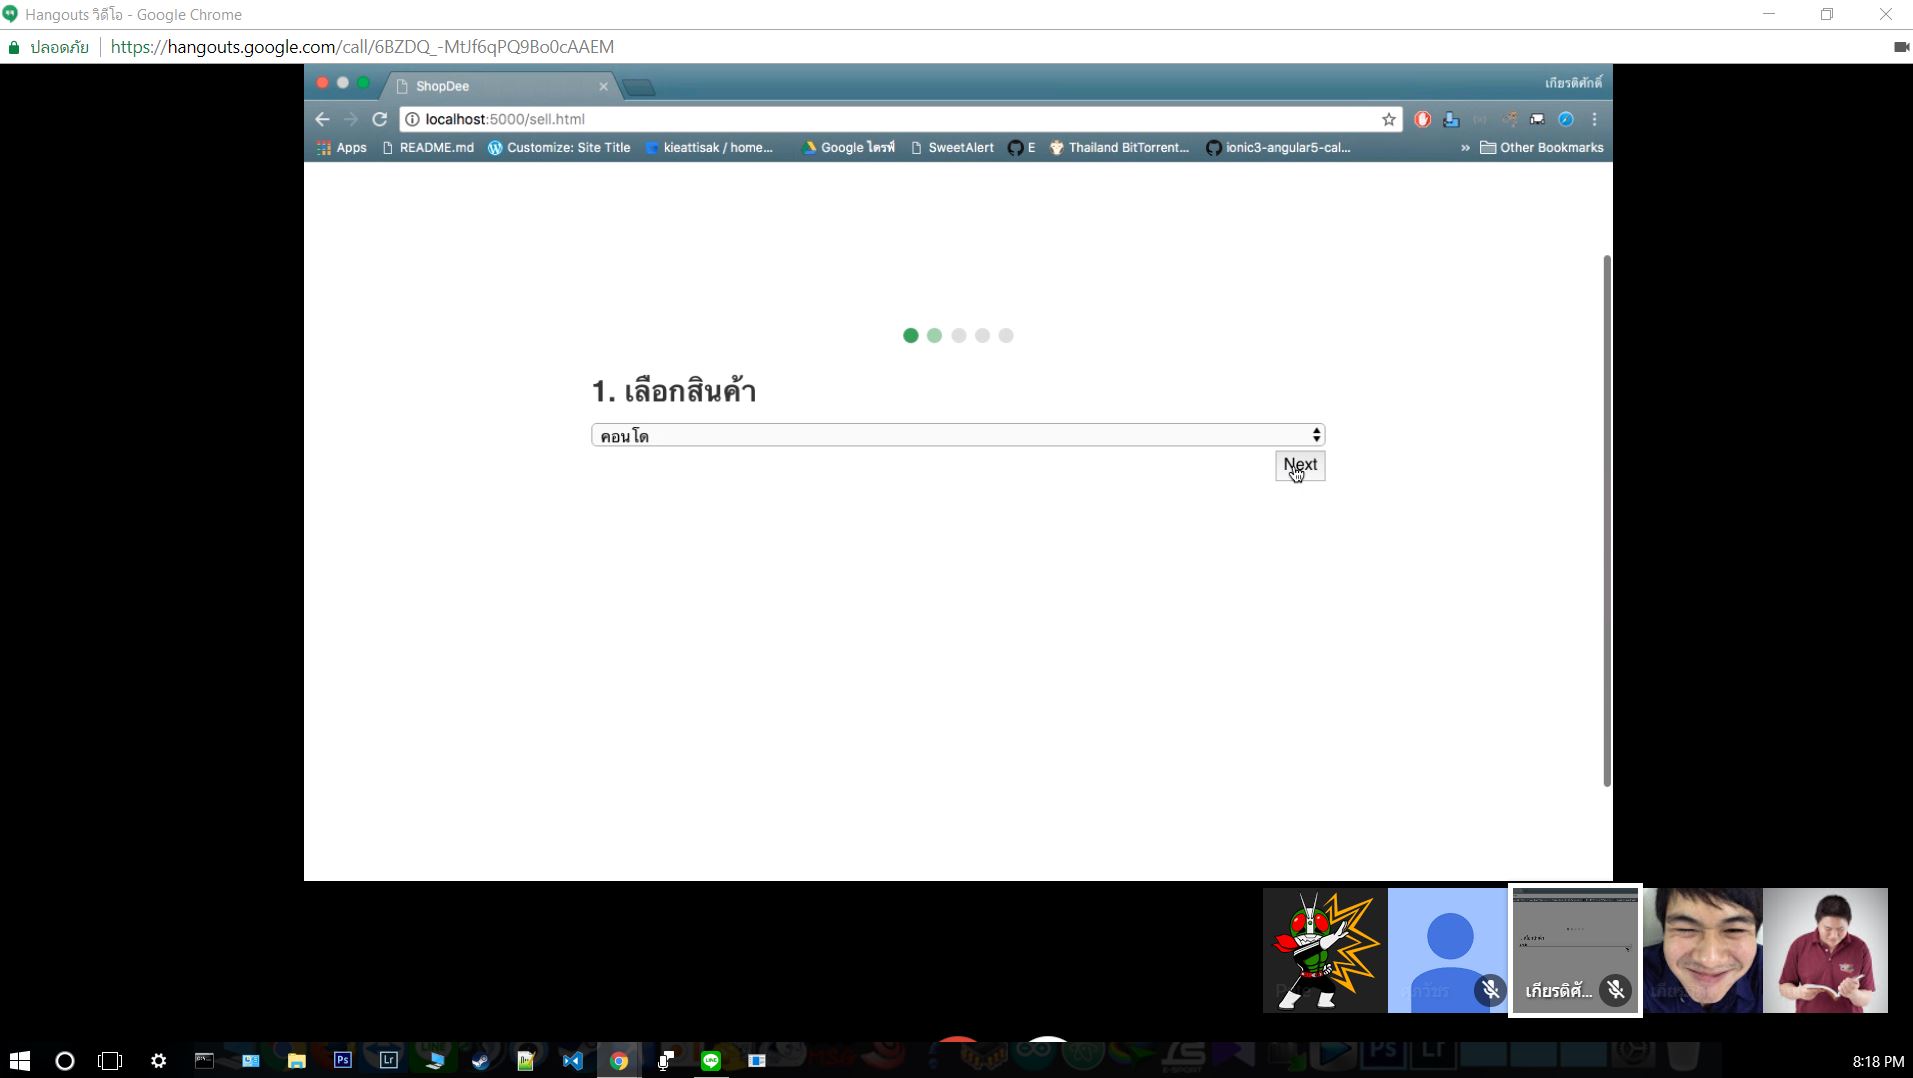 Hangouts วิดีโอ - Google Chrome
ปลอดภัย https://hangouts.google.com/call/6BZDQ_-MtJf6qPQ9Bo0cAAEM
ShopDee เกียรติศักดิ์
localhost:5000/sell.html
Apps README.md Customize: Site Title kieattisak / home... Google ไดรฟ์ SweetAlert E Thailand BitTorrent... ionic3-angular5-cal... » Other Bookmarks
1. เลือกสินค้า
คอนโด
Next
เกียรติศั...
Ps Lr LINE
8:18 PM